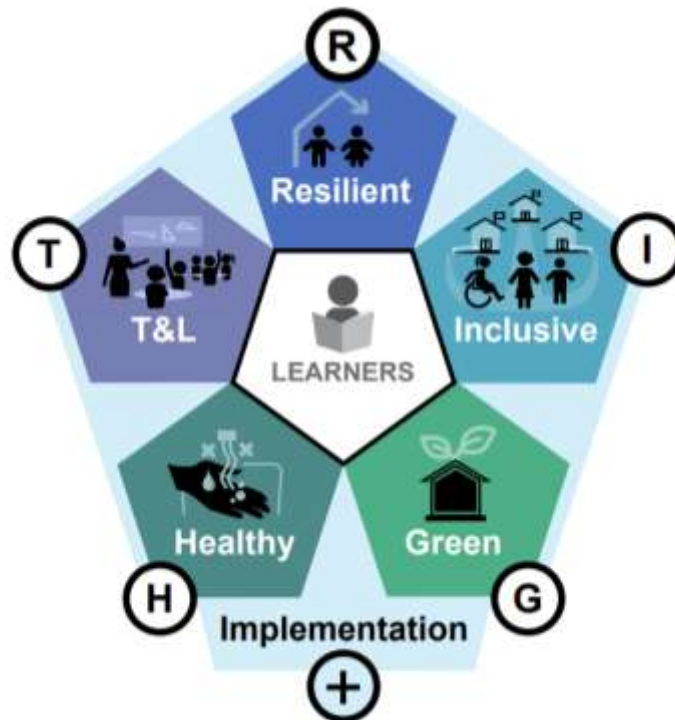 R
Resilient
T
I
T&L
Inclusive
LEARNERS
Healthy
Green
H
G
Implementation
+